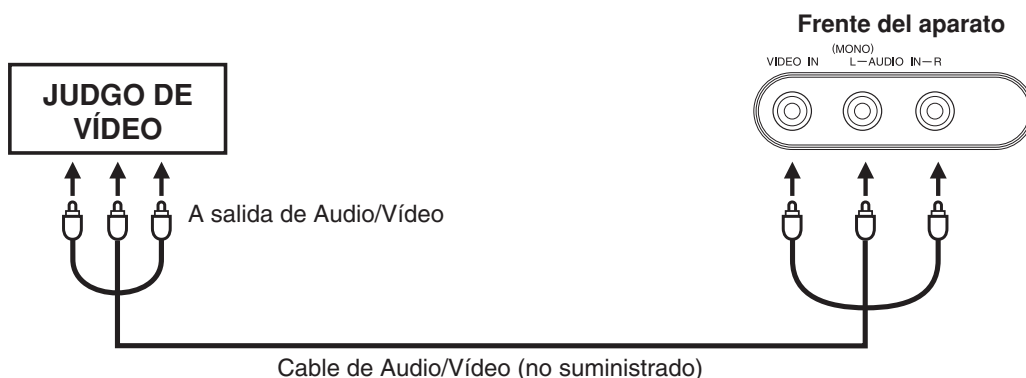 Frente del aparato
(MONO)
VIDEO IN L—AUDIO IN—R
JUDGO DE
VÍDEO
A salida de Audio/Vídeo
Cable de Audio/Vídeo (no suministrado)